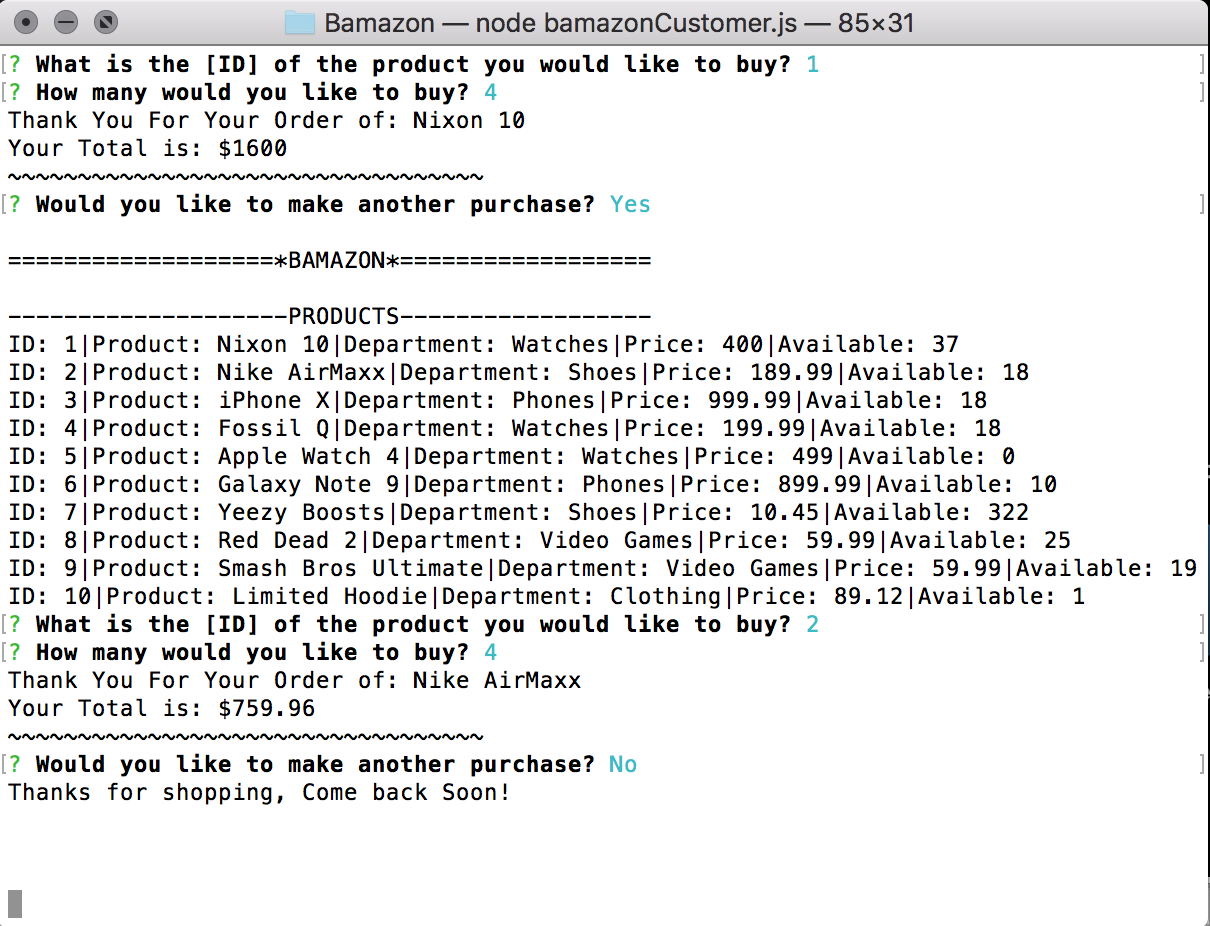 Bamazon — node bamazonCustomer.js — 85×31
[? What is the [ID] of the product you would like to buy? 1 ]
[? How many would you like to buy? 4 ]
Thank You For Your Order of: Nixon 10
Your Total is: $1600
~~~~~~~~~~~~~~~~~~~~~~~~~~~~~~~~~~
[? Would you like to make another purchase? Yes ]
===================*BAMAZON*==================
--------------------PRODUCTS------------------
ID: 1|Product: Nixon 10|Department: Watches|Price: 400|Available: 37
ID: 2|Product: Nike AirMaxx|Department: Shoes|Price: 189.99|Available: 18
ID: 3|Product: iPhone X|Department: Phones|Price: 999.99|Available: 18
ID: 4|Product: Fossil Q|Department: Watches|Price: 199.99|Available: 18
ID: 5|Product: Apple Watch 4|Department: Watches|Price: 499|Available: 0
ID: 6|Product: Galaxy Note 9|Department: Phones|Price: 899.99|Available: 10
ID: 7|Product: Yeezy Boosts|Department: Shoes|Price: 10.45|Available: 322
ID: 8|Product: Red Dead 2|Department: Video Games|Price: 59.99|Available: 25
ID: 9|Product: Smash Bros Ultimate|Department: Video Games|Price: 59.99|Available: 19
ID: 10|Product: Limited Hoodie|Department: Clothing|Price: 89.12|Available: 1
[? What is the [ID] of the product you would like to buy? 2 ]
[? How many would you like to buy? 4 ]
Thank You For Your Order of: Nike AirMaxx
Your Total is: $759.96
~~~~~~~~~~~~~~~~~~~~~~~~~~~~~~~~~~
[? Would you like to make another purchase? No ]
Thanks for shopping, Come back Soon!